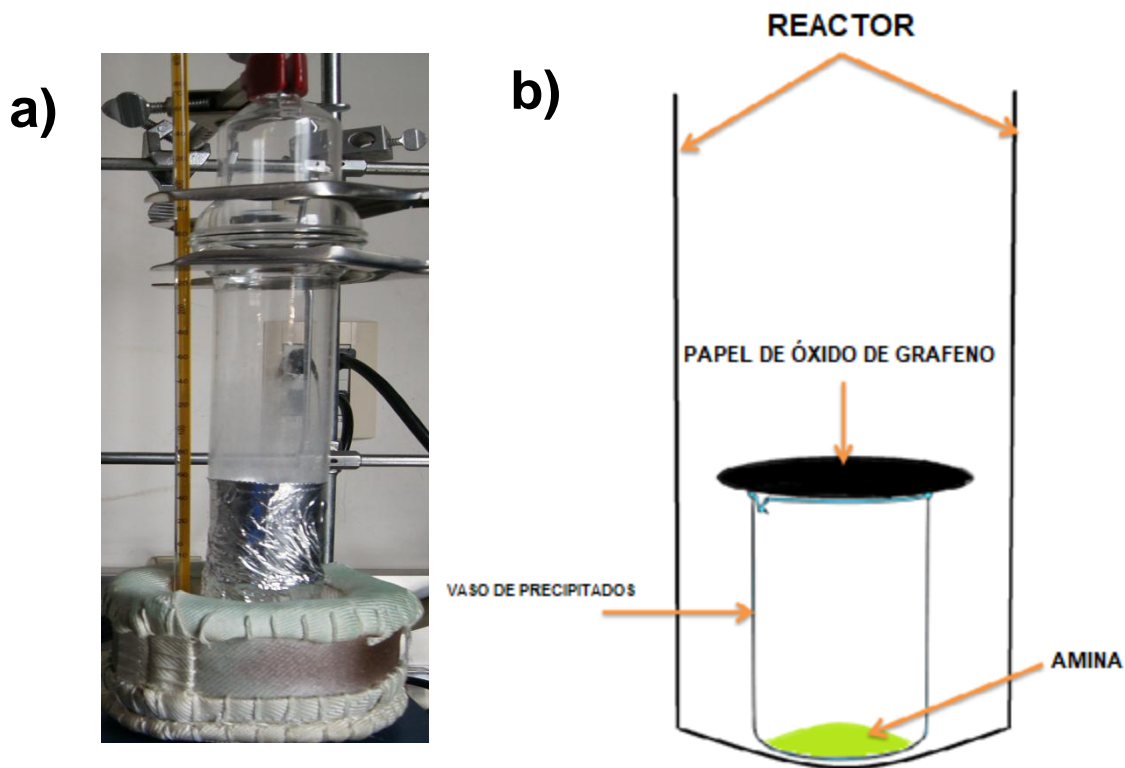 a)
b)
REACTOR
PAPEL DE ÓXIDO DE GRAFENO
VASO DE PRECIPITADOS
AMINA